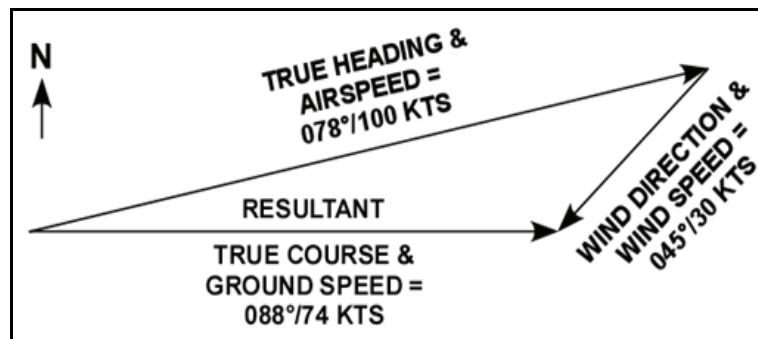 N
TRUE HEADING &
AIRSPEED =
078°/100 KTS
RESULTANT
TRUE COURSE &
GROUND SPEED =
088°/74 KTS
WIND DIRECTION &
WIND SPEED =
045°/30 KTS